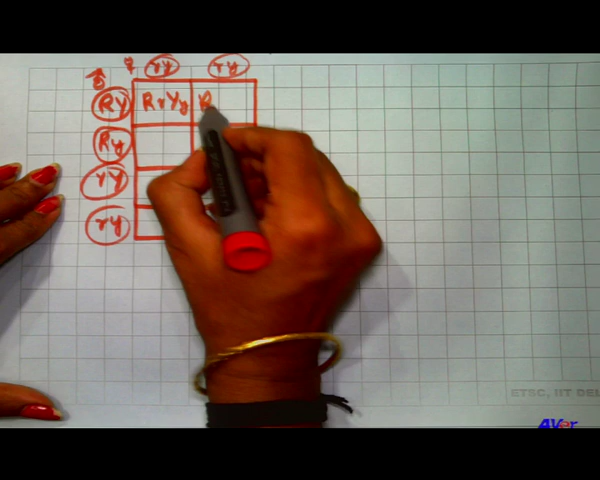 ♀ ry ry
♂
RY RrYy R
Ry
rY
ry
ETSC, IIT DEL
AVer